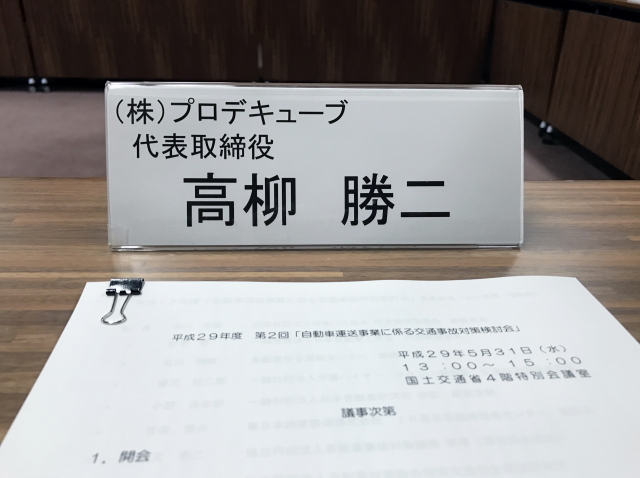 (株)プロデキューブ
代表取締役
高柳　勝二
平成29年度　第2回「自動車運送事業に係る交通事故対策検討会」
平成29年5月31日（水）
13:00～15:00
国土交通省4階特別会議室
議事次第
1．開会